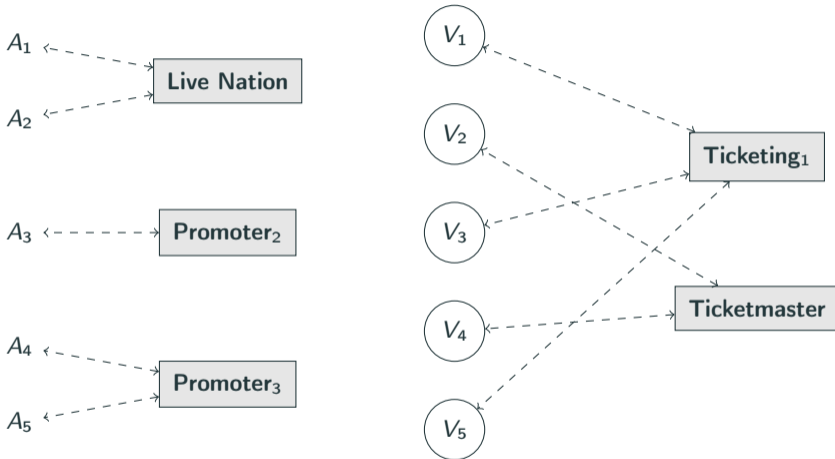 A₁
A₂
A₃
A₄
A₅
Live Nation
Promoter₂
Promoter₃
V₁
V₂
V₃
V₄
V₅
Ticketing₁
Ticketmaster